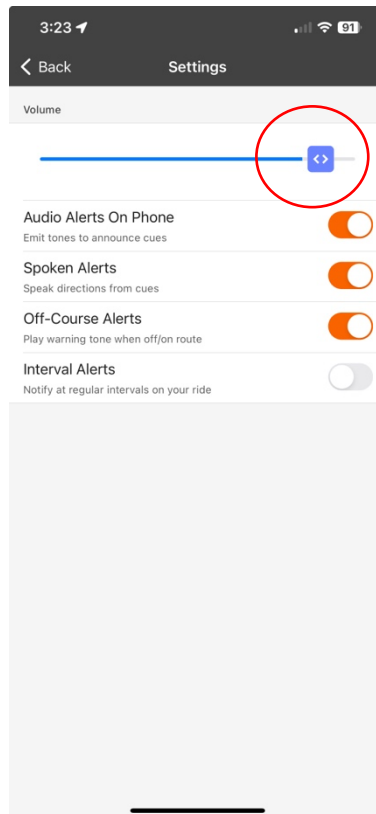 3:23
91
Back
Settings
Volume
Audio Alerts On Phone
Emit tones to announce cues
Spoken Alerts
Speak directions from cues
Off-Course Alerts
Play warning tone when off/on route
Interval Alerts
Notify at regular intervals on your ride